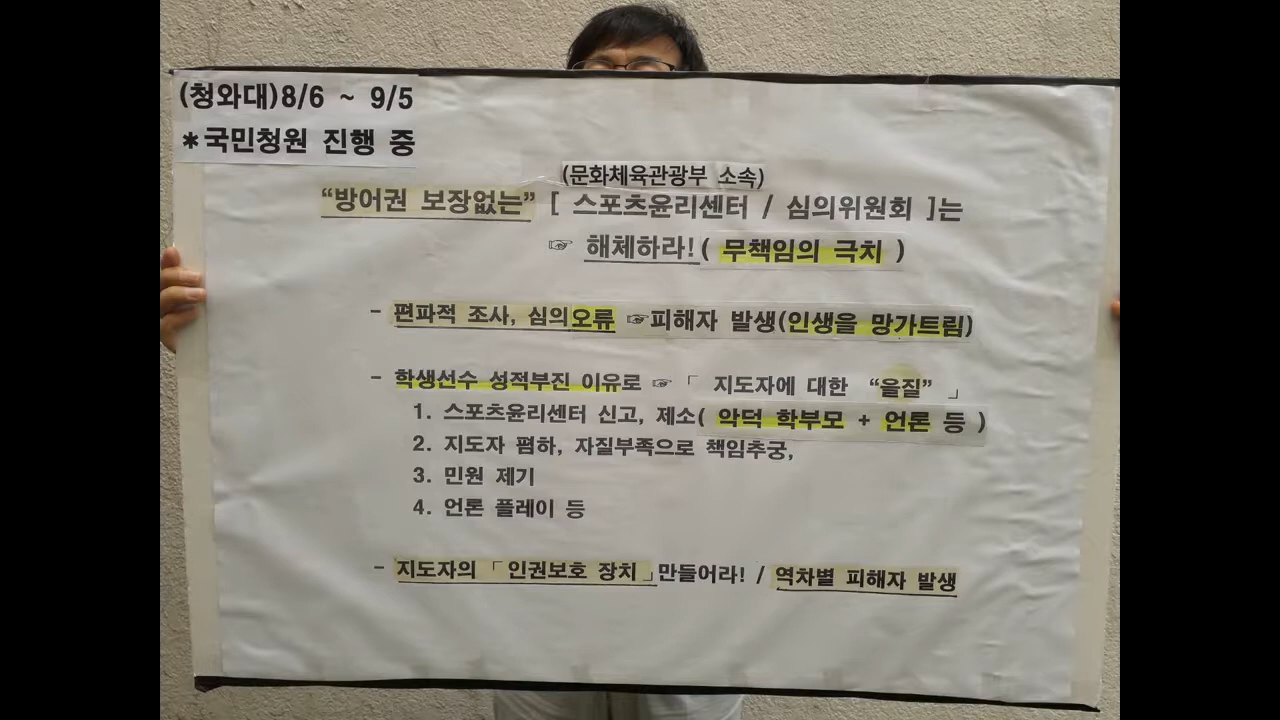 (청와대)8/6 ~ 9/5
*국민청원 진행 중
(문화체육관광부 소속)
“방어권 보장없는” [ 스포츠윤리센터 / 심의위원회 ]는
☞ 해체하라!( 무책임의 극치 )
- 편파적 조사, 심의오류 ☞피해자 발생(인생을 망가트림)
- 학생선수 성적부진 이유로 ☞ 「 지도자에 대한 “을질” 」
1. 스포츠윤리센터 신고, 제소( 악덕 학부모 + 언론 등 )
2. 지도자 폄하, 자질부족으로 책임추궁,
3. 민원 제기
4. 언론 플레이 등
- 지도자의 「 인권보호 장치 」만들어라! / 역차별 피해자 발생